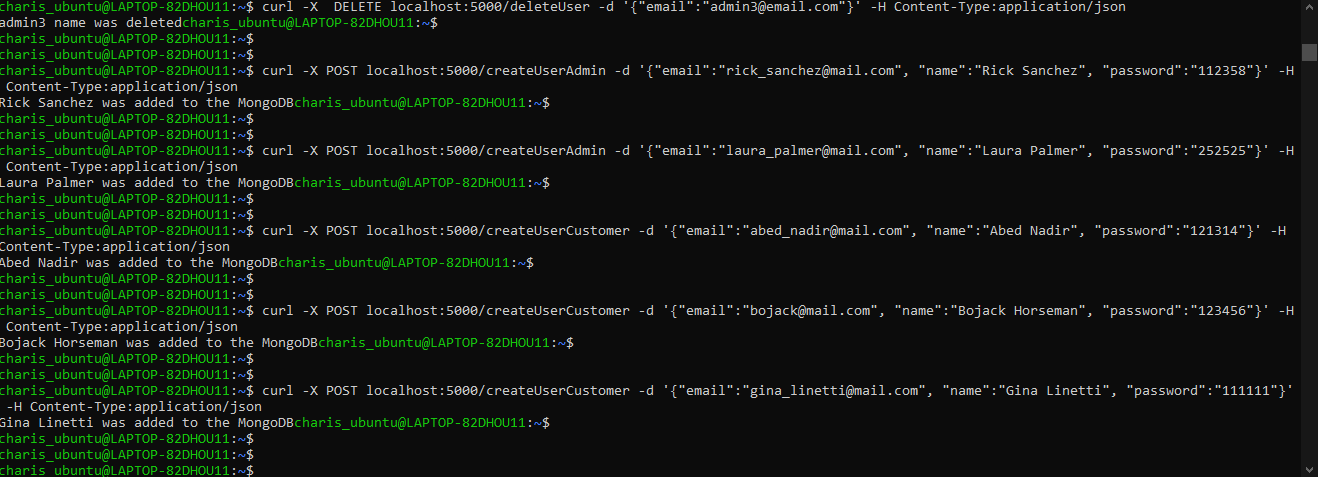 charis_ubuntu@LAPTOP-82DHOU11:~$ curl -X  DELETE localhost:5000/deleteUser -d '{"email":"admin3@email.com"}' -H Content-Type:application/json
admin3 name was deletedcharis_ubuntu@LAPTOP-82DHOU11:~$
charis_ubuntu@LAPTOP-82DHOU11:~$
charis_ubuntu@LAPTOP-82DHOU11:~$
charis_ubuntu@LAPTOP-82DHOU11:~$ curl -X POST localhost:5000/createUserAdmin -d '{"email":"rick_sanchez@mail.com", "name":"Rick Sanchez", "password":"112358"}' -H
 Content-Type:application/json
Rick Sanchez was added to the MongoDBcharis_ubuntu@LAPTOP-82DHOU11:~$
charis_ubuntu@LAPTOP-82DHOU11:~$
charis_ubuntu@LAPTOP-82DHOU11:~$
charis_ubuntu@LAPTOP-82DHOU11:~$ curl -X POST localhost:5000/createUserAdmin -d '{"email":"laura_palmer@mail.com", "name":"Laura Palmer", "password":"252525"}' -H
 Content-Type:application/json
Laura Palmer was added to the MongoDBcharis_ubuntu@LAPTOP-82DHOU11:~$
charis_ubuntu@LAPTOP-82DHOU11:~$
charis_ubuntu@LAPTOP-82DHOU11:~$
charis_ubuntu@LAPTOP-82DHOU11:~$ curl -X POST localhost:5000/createUserCustomer -d '{"email":"abed_nadir@mail.com", "name":"Abed Nadir", "password":"121314"}' -H
Content-Type:application/json
Abed Nadir was added to the MongoDBcharis_ubuntu@LAPTOP-82DHOU11:~$
charis_ubuntu@LAPTOP-82DHOU11:~$
charis_ubuntu@LAPTOP-82DHOU11:~$
charis_ubuntu@LAPTOP-82DHOU11:~$ curl -X POST localhost:5000/createUserCustomer -d '{"email":"bojack@mail.com", "name":"Bojack Horseman", "password":"123456"}' -H
 Content-Type:application/json
Bojack Horseman was added to the MongoDBcharis_ubuntu@LAPTOP-82DHOU11:~$
charis_ubuntu@LAPTOP-82DHOU11:~$
charis_ubuntu@LAPTOP-82DHOU11:~$
charis_ubuntu@LAPTOP-82DHOU11:~$ curl -X POST localhost:5000/createUserCustomer -d '{"email":"gina_linetti@mail.com", "name":"Gina Linetti", "password":"111111"}'
 -H Content-Type:application/json
Gina Linetti was added to the MongoDBcharis_ubuntu@LAPTOP-82DHOU11:~$
charis_ubuntu@LAPTOP-82DHOU11:~$
charis_ubuntu@LAPTOP-82DHOU11:~$
charis_ubuntu@LAPTOP-82DHOU11:~$